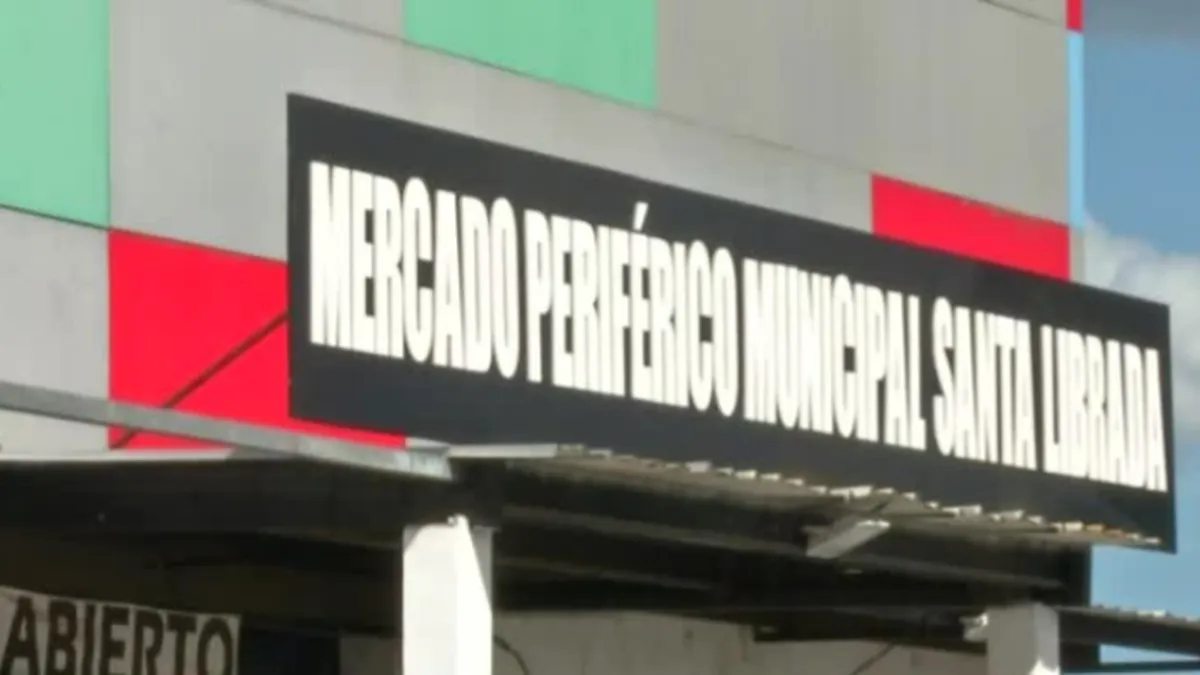 MERCADO PERIFÉRICO MUNICIPAL SANTA LIBRADA
ABIERTO